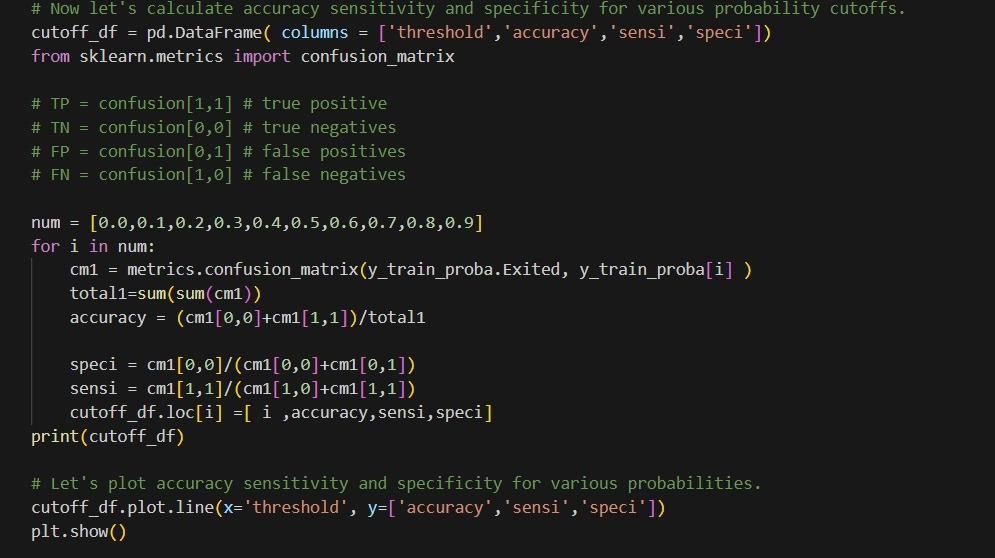 # Now let's calculate accuracy sensitivity and specificity for various probability cutoffs.
cutoff_df = pd.DataFrame( columns = ['threshold','accuracy','sensi','speci'])
from sklearn.metrics import confusion_matrix
# TP = confusion[1,1] # true positive
# TN = confusion[0,0] # true negatives
# FP = confusion[0,1] # false positives
# FN = confusion[1,0] # false negatives
num = [0.0,0.1,0.2,0.3,0.4,0.5,0.6,0.7,0.8,0.9]
for i in num:
    cm1 = metrics.confusion_matrix(y_train_proba.Exited, y_train_proba[i] )
    total1=sum(sum(cm1))
    accuracy = (cm1[0,0]+cm1[1,1])/total1
    speci = cm1[0,0]/(cm1[0,0]+cm1[0,1])
    sensi = cm1[1,1]/(cm1[1,0]+cm1[1,1])
    cutoff_df.loc[i] =[ i ,accuracy,sensi,speci]
print(cutoff_df)
# Let's plot accuracy sensitivity and specificity for various probabilities.
cutoff_df.plot.line(x='threshold', y=['accuracy','sensi','speci'])
plt.show()